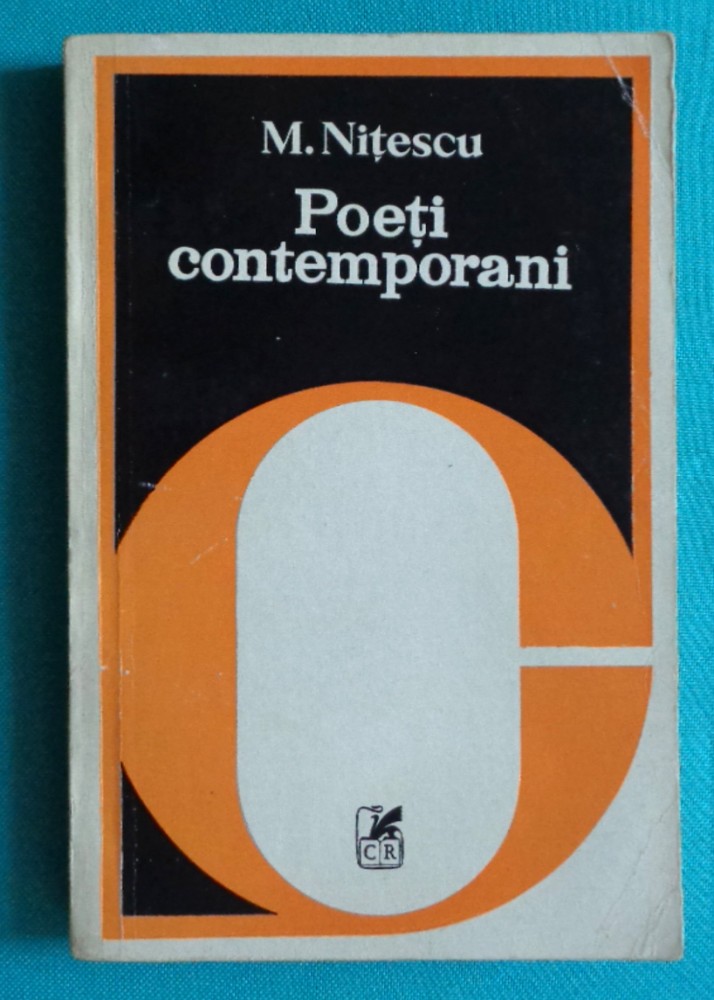 M. Nițescu
Poeți
contemporani
CR